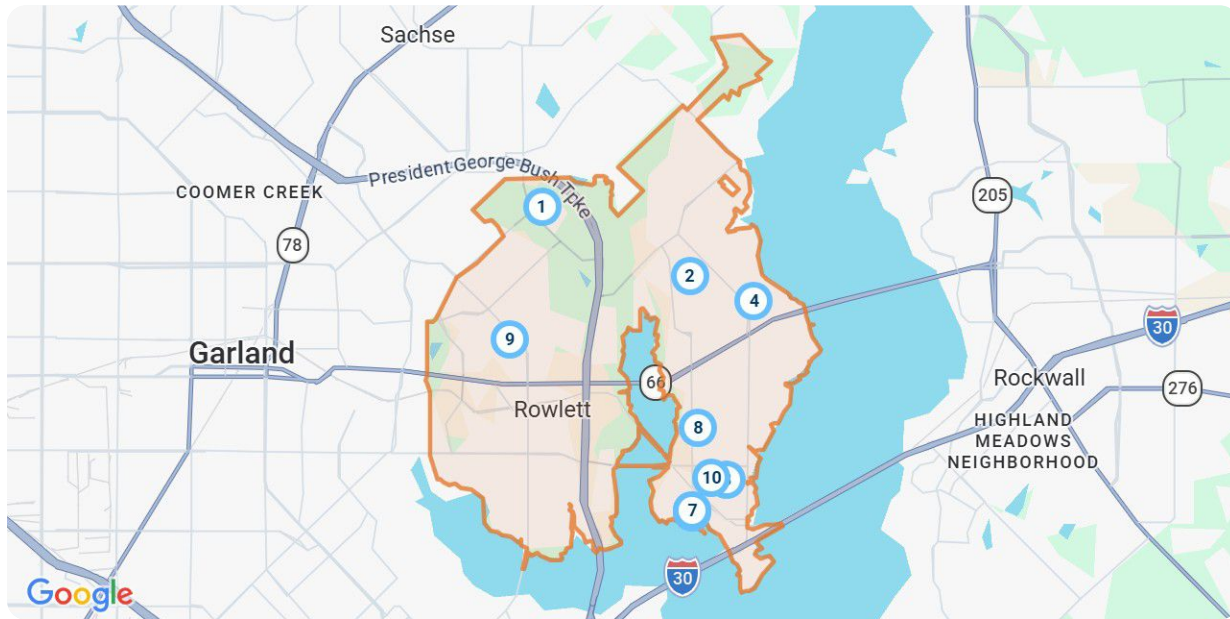 Sachse
President George Bush Tpke
COOMER CREEK
1
205
78
2
4
30
9
Garland
66
Rowlett
Rockwall
276
8
HIGHLAND
MEADOWS
NEIGHBORHOOD
10
7
30
Google